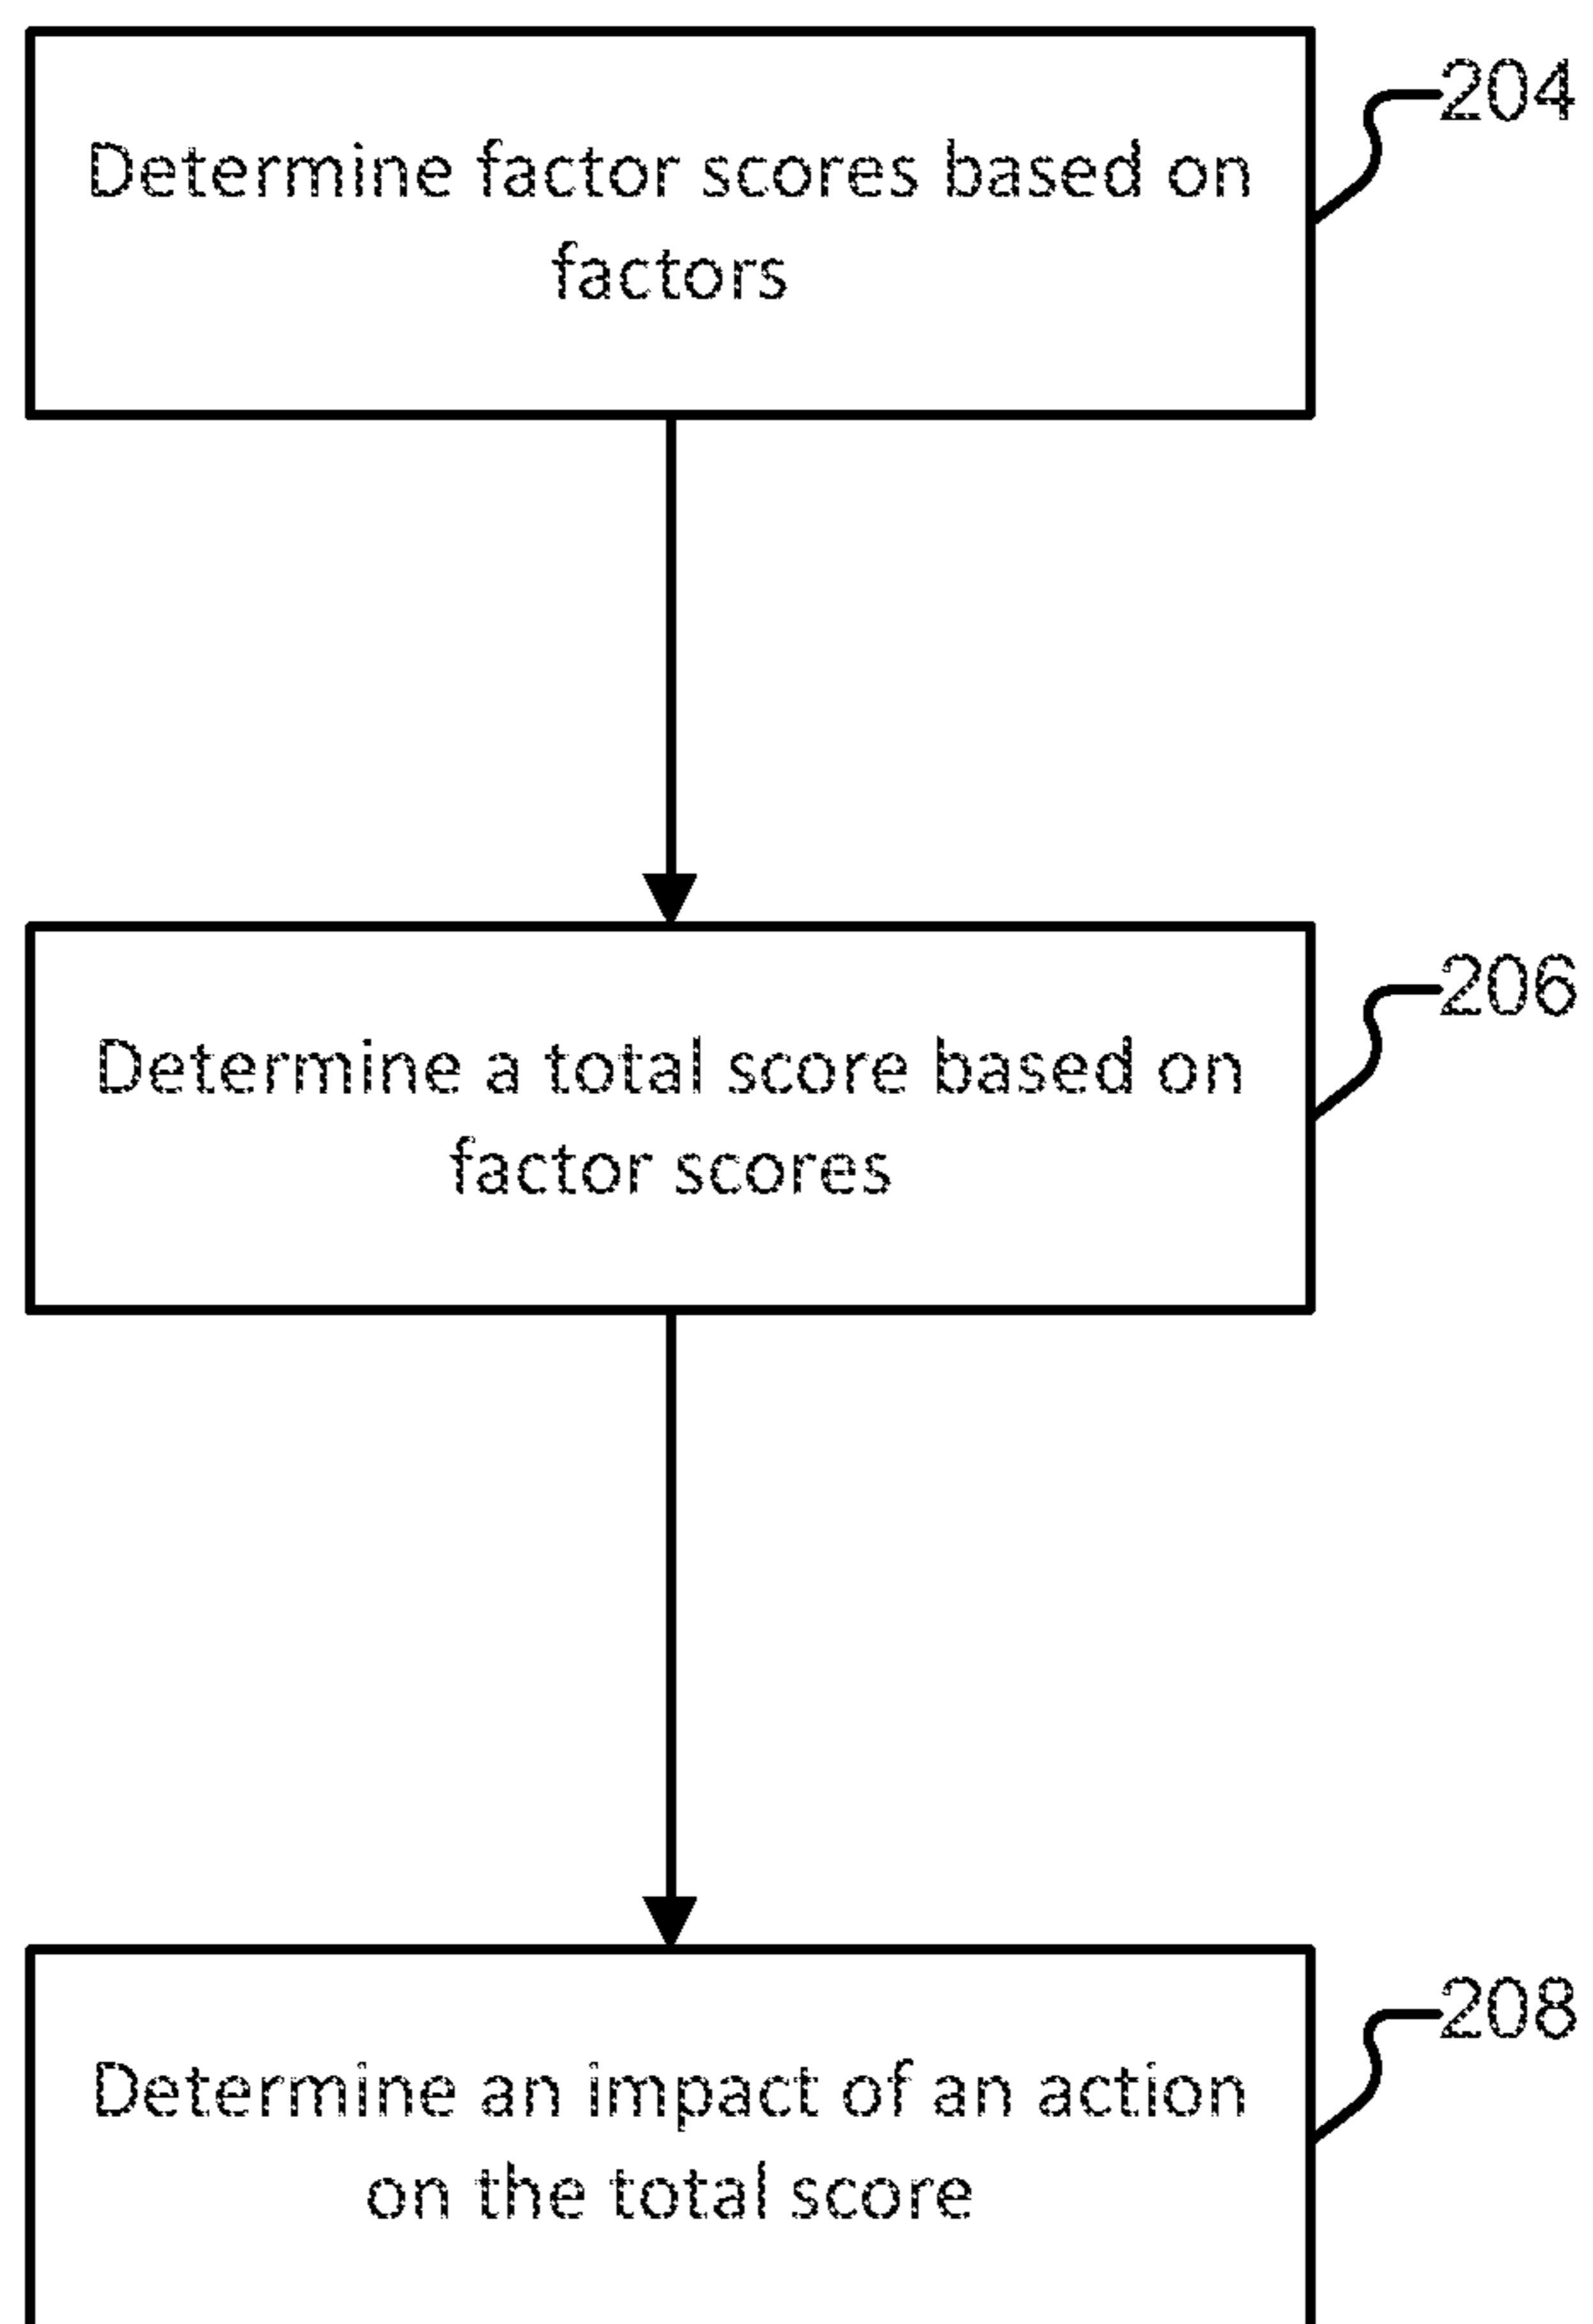 204
Determine factor scores based on
factors
206
Determine a total score based on
factor scores
208
Determine an impact of an action
on the total score